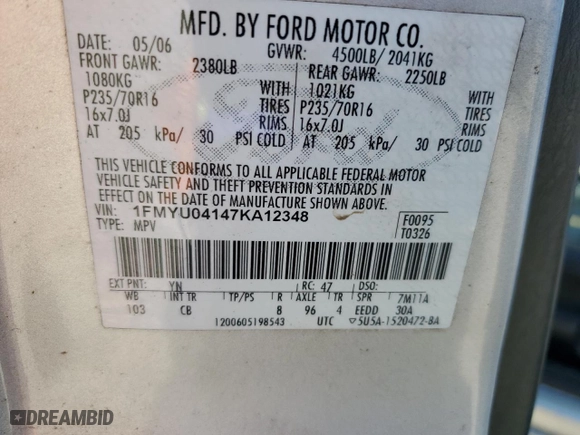 MFD. BY FORD MOTOR CO.
DATE: 05/06 GVWR: 4500LB/ 2041KG
FRONT GAWR: 2380LB REAR GAWR: 2250LB
1080KG WITH 1021KG WITH
P235/70R16 TIRES P235/70R16 TIRES
16x7.0J RIMS 16x7.0J RIMS
AT 205 kPa/ 30 PSI COLD AT 205 kPa/ 30 PSI COLD
THIS VEHICLE CONFORMS TO ALL APPLICABLE FEDERAL MOTOR
VEHICLE SAFETY AND THEFT PREVENTION STANDARDS IN
EFFECT ON THE DATE OF MANUFACTURE SHOWN ABOVE.
VIN: 1FMYU04147KA12348 F0095
TYPE: MPV T0326
EXT PNT: YN RC: 47 DSO:
WB INT TR TP/PS R AXLE TR SPR 7M11A
103 CB 8 96 4 EEDD 30A
1200605198543 UTC ▽5U5A-1520472-BA
DREAMBID